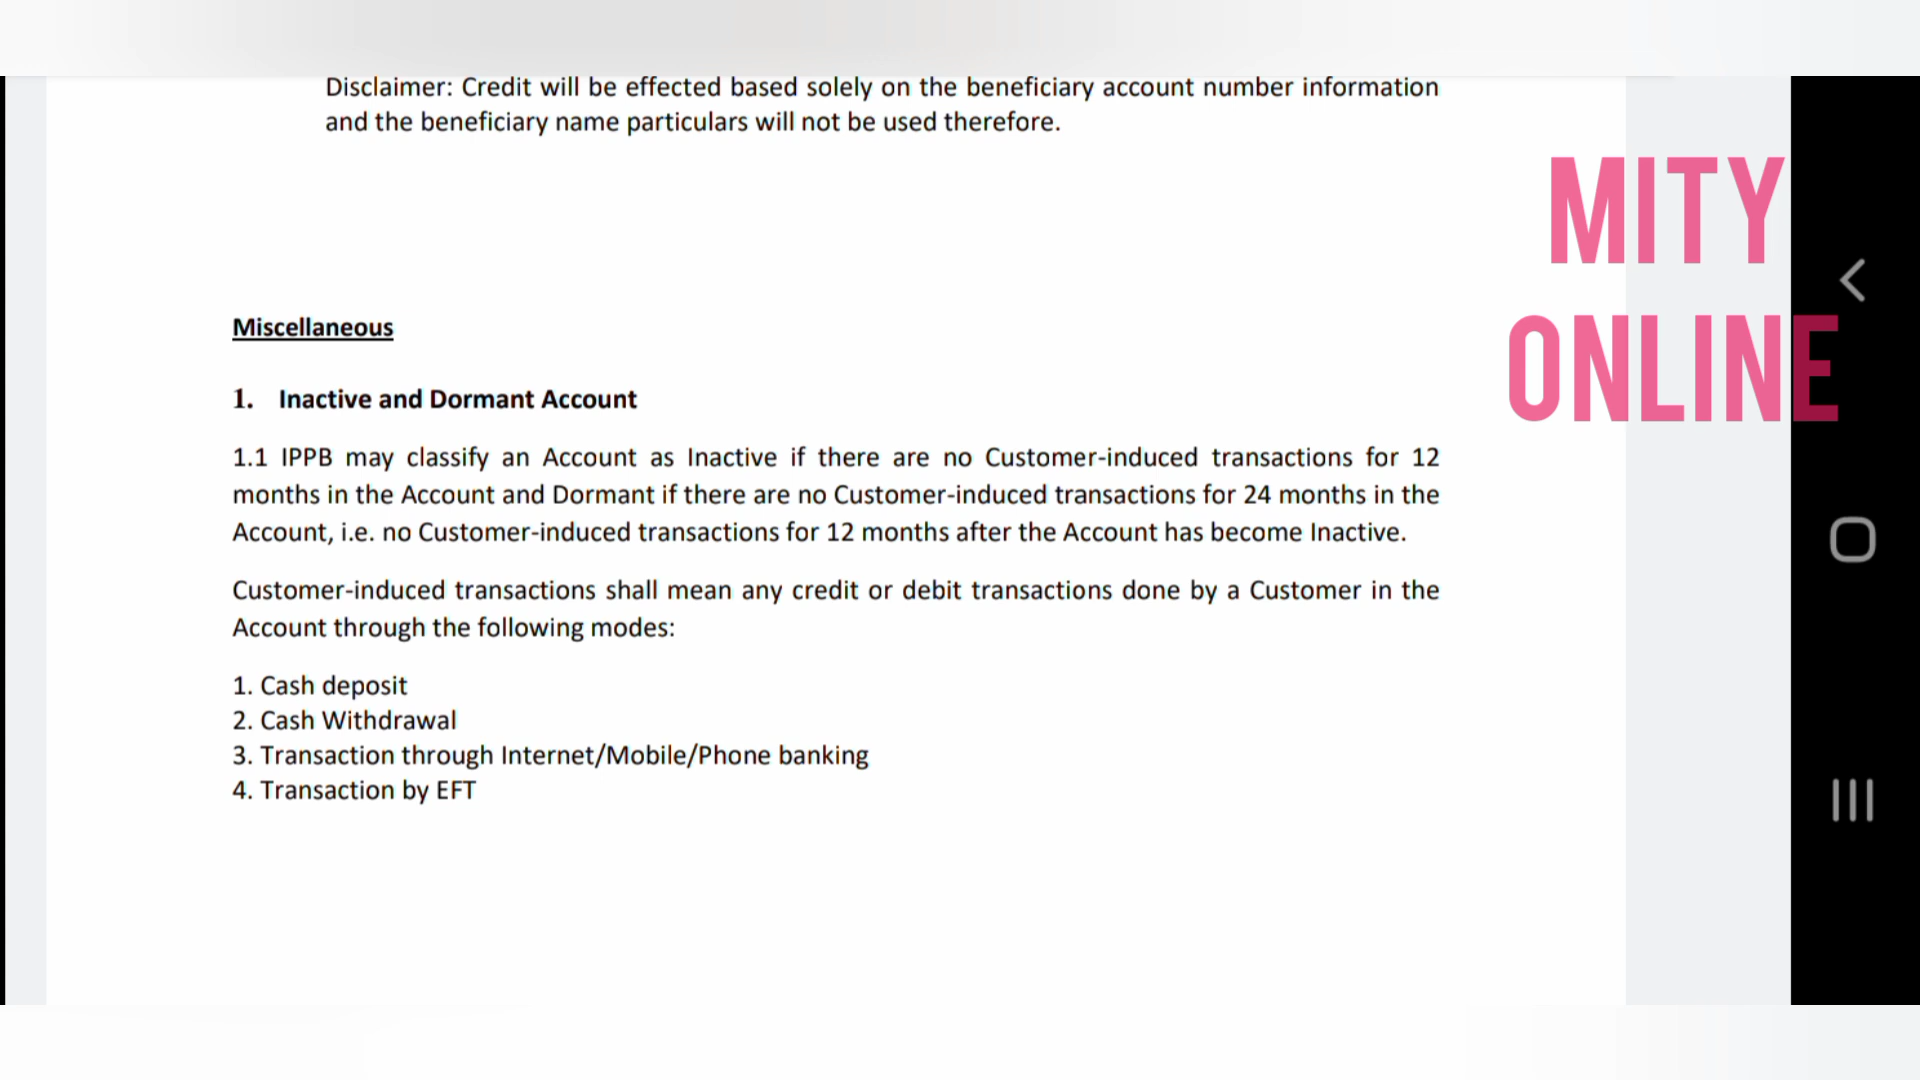 Disclaimer: Credit will be effected based solely on the beneficiary account number information
and the beneficiary name particulars will not be used therefore.
MITY
ONLINE
Miscellaneous
1. Inactive and Dormant Account
1.1 IPPB may classify an Account as Inactive if there are no Customer-induced transactions for 12
months in the Account and Dormant if there are no Customer-induced transactions for 24 months in the
Account, i.e. no Customer-induced transactions for 12 months after the Account has become Inactive.
Customer-induced transactions shall mean any credit or debit transactions done by a Customer in the
Account through the following modes:
1. Cash deposit
2. Cash Withdrawal
3. Transaction through Internet/Mobile/Phone banking
4. Transaction by EFT